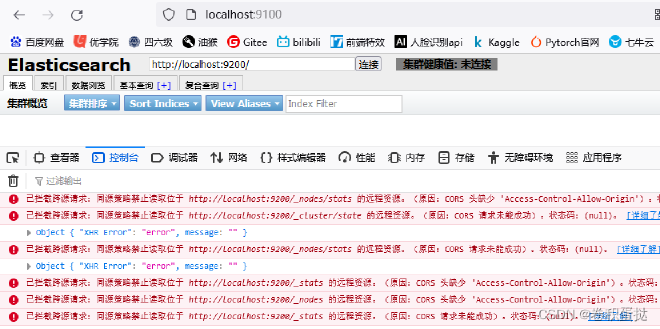 localhost:9100
百度网盘 优学院 四六级 油猴 Gitee bilibili 前端特效 AI 人脸识别api Kaggle Pytorch官网 七牛云
Elasticsearch http://localhost:9200/ 连接 集群健康值: 未连接
概览 索引 数据浏览 基本查询 [+] 复合查询 [+]
集群概览 集群排序 Sort Indices View Aliases Index Filter
查看器 控制台 调试器 网络 样式编辑器 性能 内存 存储 无障碍环境 应用程序
过滤输出
已拦截跨源请求：同源策略禁止读取位于 http://localhost:9200/_nodes/stats 的远程资源。（原因：CORS 头缺少 'Access-Control-Allow-Origin'）。
已拦截跨源请求：同源策略禁止读取位于 http://localhost:9200/_cluster/state 的远程资源。（原因：CORS 请求未能成功）。状态码：(null)。 [详细了解
Object { "XHR Error": "error", message: "" }
已拦截跨源请求：同源策略禁止读取位于 http://localhost:9200/_nodes/stats 的远程资源。（原因：CORS 请求未能成功）。状态码：(null)。 [详细了解]
Object { "XHR Error": "error", message: "" }
已拦截跨源请求：同源策略禁止读取位于 http://localhost:9200/_stats 的远程资源。（原因：CORS 头缺少 'Access-Control-Allow-Origin'）。状态码:
已拦截跨源请求：同源策略禁止读取位于 http://localhost:9200/_nodes 的远程资源。（原因：CORS 头缺少 'Access-Control-Allow-Origin'）。状态码:
已拦截跨源请求：同源策略禁止读取位于 http://localhost:9200/_stats 的远程资源。（原因：CORS 请求未能成功）。状态码：(null)。 [详细了解]